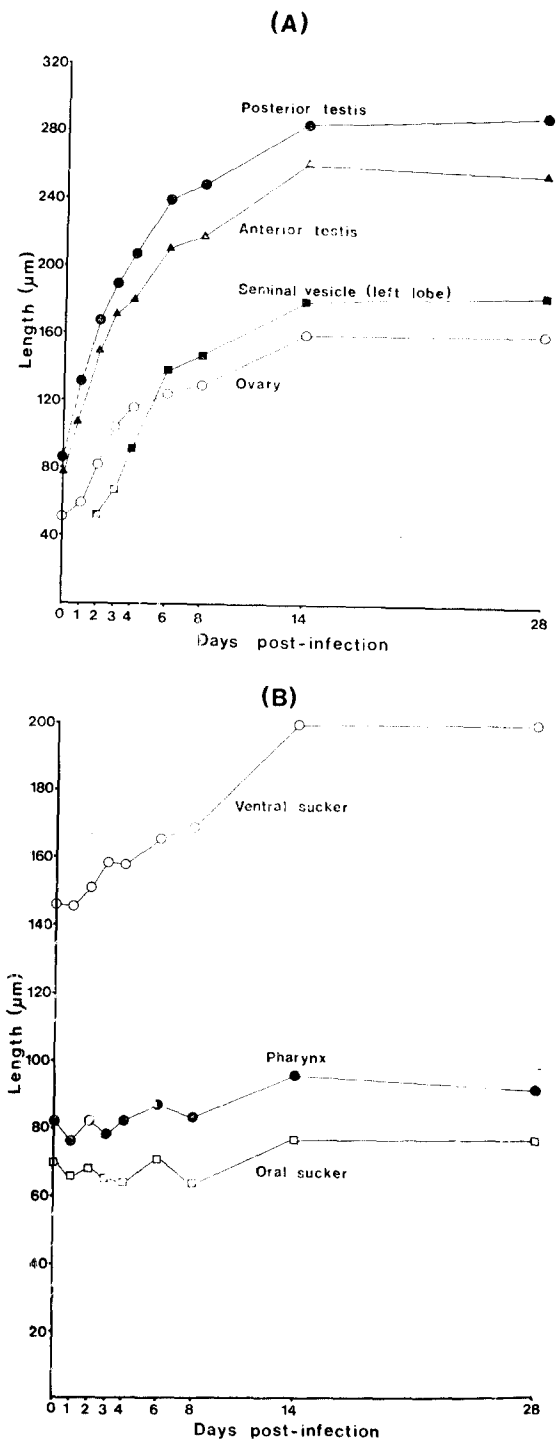 (A)
320
280
240
200
160
120
80
40
Length (µm)
Posterior testis
Anterior testis
Seminal vesicle (left lobe)
Ovary
0 1 2 3 4 6 8 14 28
Days post-infection
(B)
200
180
160
140
120
100
80
60
40
20
Length (µm)
Ventral sucker
Pharynx
Oral sucker
0 1 2 3 4 6 8 14 28
Days post-infection